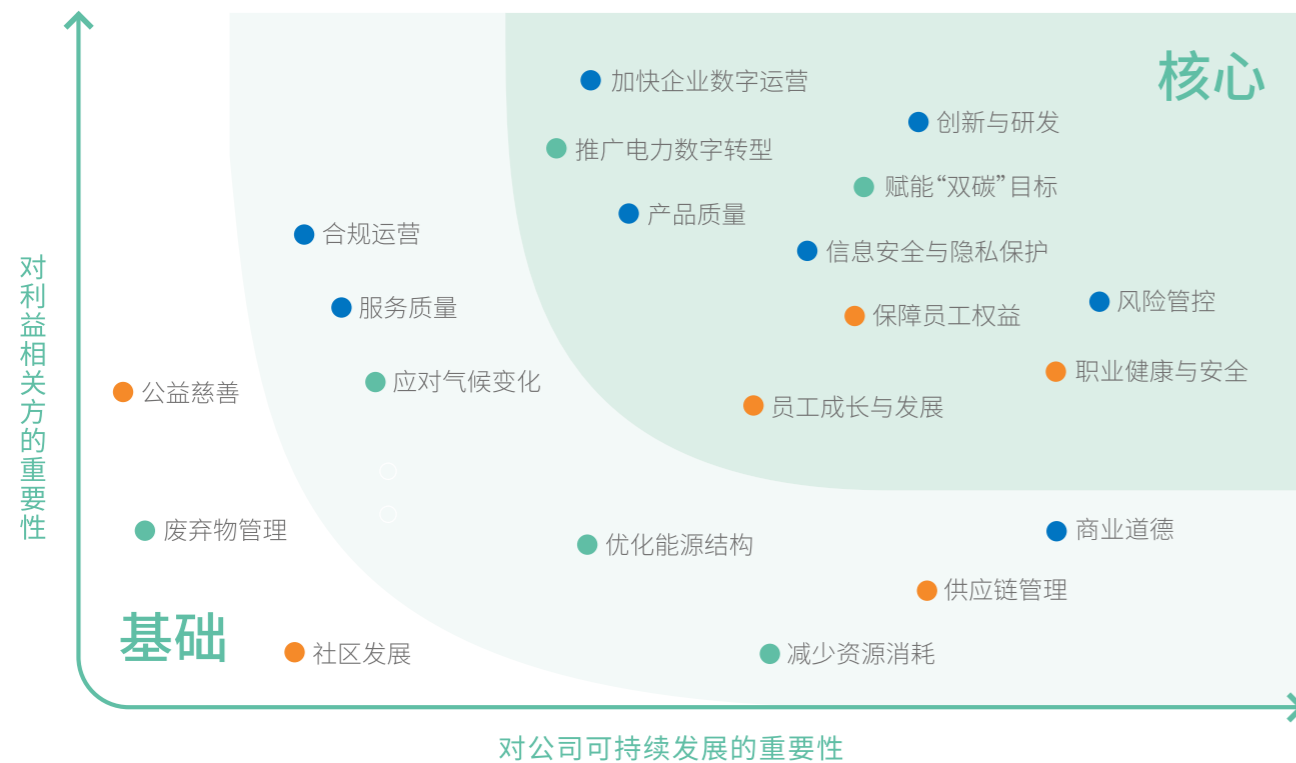 核心
加快企业数字运营
创新与研发
推广电力数字转型
赋能“双碳”目标
产品质量
合规运营
信息安全与隐私保护
风险管控
服务质量
保障员工权益
职业健康与安全
应对气候变化
公益慈善
员工成长与发展
对利益相关方的重要性
废弃物管理
优化能源结构
商业道德
供应链管理
基础
社区发展
减少资源消耗
对公司可持续发展的重要性